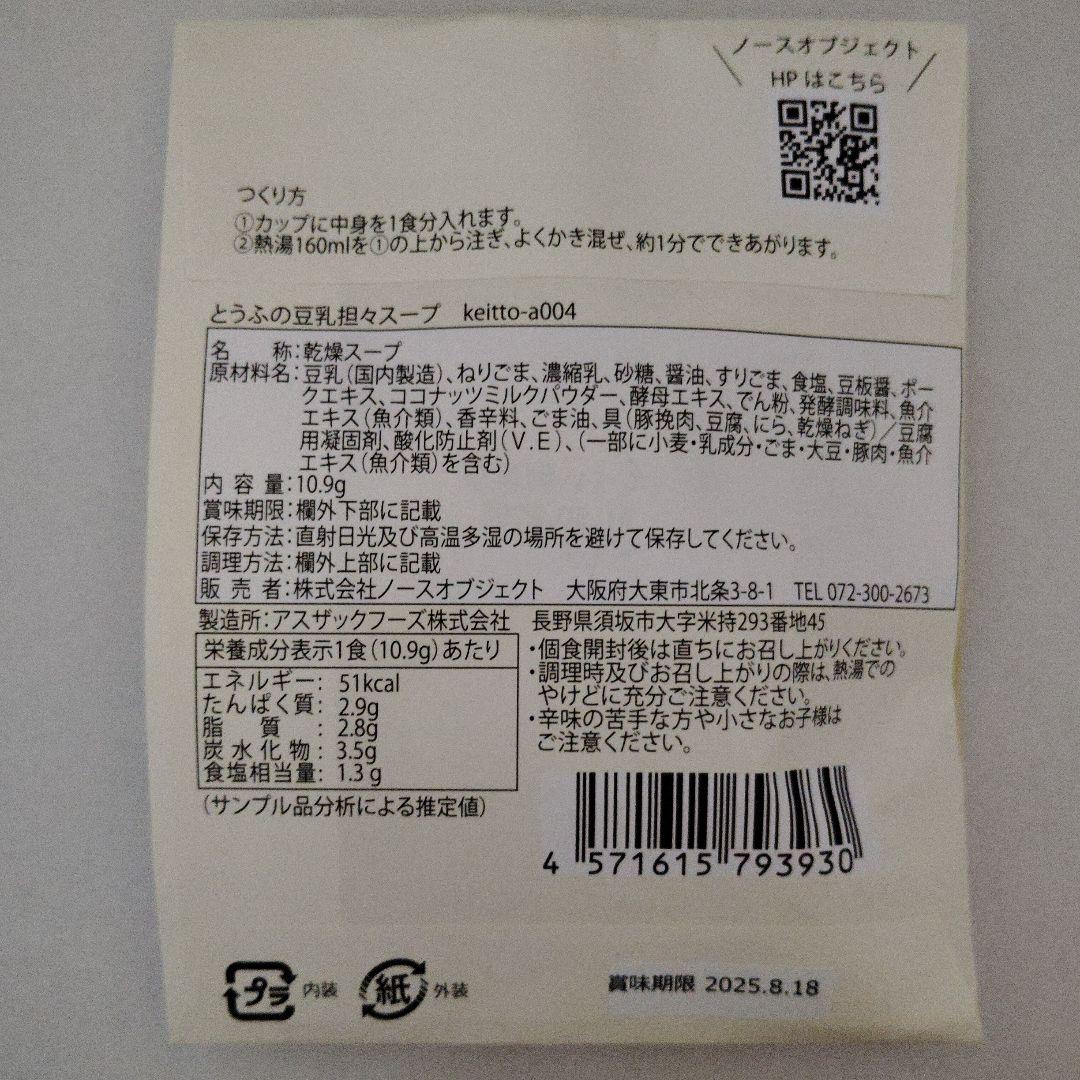 ノースオブジェクト
HPはこちら
つくり方
①カップに中身を1食分入れます。
②熱湯160mlを①の上から注ぎ、よくかき混ぜ、約1分でできあがります。
とうふの豆乳担々スープ keitto-a004
名 称：乾燥スープ
原材料名：豆乳（国内製造）、ねりごま、濃縮乳、砂糖、醤油、すりごま、食塩、豆板醤、ポー
クエキス、ココナッツミルクパウダー、酵母エキス、でん粉、発酵調味料、魚介
エキス（魚介類）、香辛料、ごま油、具（豚挽肉、豆腐、にら、乾燥ねぎ）／豆腐
用凝固剤、酸化防止剤（V.E）、（一部に小麦・乳成分・ごま・大豆・豚肉・魚介
エキス（魚介類）を含む）
内容量：10.9g
賞味期限：欄外下部に記載
保存方法：直射日光及び高温多湿の場所を避けて保存してください。
調理方法：欄外上部に記載
販売者：株式会社ノースオブジェクト 大阪府大東市北条3-8-1 TEL 072-300-2673
製造所：アスザックフーズ株式会社 長野県須坂市大字米持293番地45
栄養成分表示1食（10.9g）あたり
エネルギー： 51kcal
たんぱく質： 2.9g
脂 質： 2.8g
炭水化物： 3.5g
食塩相当量： 1.3g
（サンプル品分析による推定値）
・個食開封後は直ちにお召し上がりください。
・調理時及びお召し上がりの際は、熱湯での
やけどに充分ご注意ください。
・辛味の苦手な方や小さなお子様は
ご注意ください。
4 571615 793930
プラ 内装 紙 外装
賞味期限 2025.8.18